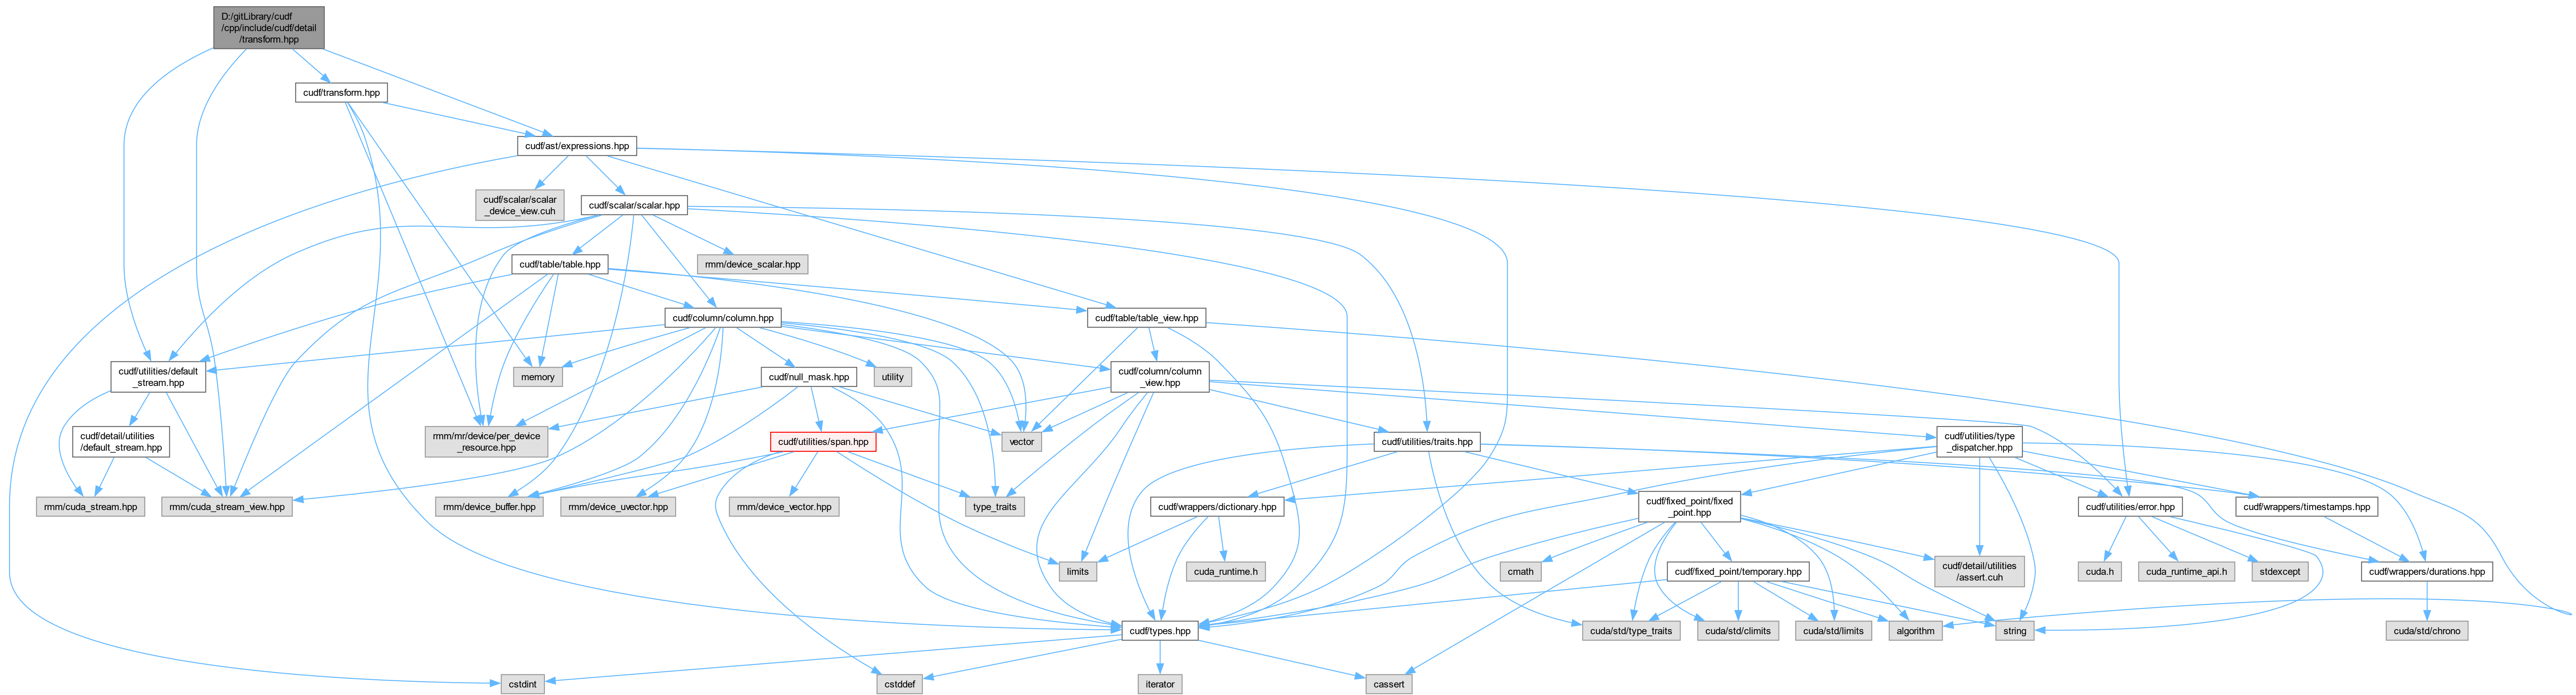 D:/gitLibrary/cudf
/cpp/include/cudf/detail
/transform.hpp
cudf/transform.hpp
cudf/ast/expressions.hpp
cudf/scalar/scalar
_device_view.cuh
cudf/scalar/scalar.hpp
cudf/table/table.hpp
rmm/device_scalar.hpp
cudf/column/column.hpp
cudf/table/table_view.hpp
cudf/utilities/default
_stream.hpp
memory
cudf/null_mask.hpp
utility
cudf/column/column
_view.hpp
cudf/detail/utilities
/default_stream.hpp
rmm/mr/device/per_device
_resource.hpp
cudf/utilities/span.hpp
vector
cudf/utilities/traits.hpp
cudf/utilities/type
_dispatcher.hpp
rmm/cuda_stream.hpp
rmm/cuda_stream_view.hpp
rmm/device_buffer.hpp
rmm/device_uvector.hpp
rmm/device_vector.hpp
type_traits
cudf/wrappers/dictionary.hpp
cudf/fixed_point/fixed
_point.hpp
cudf/utilities/error.hpp
cudf/wrappers/timestamps.hpp
limits
cuda_runtime.h
cmath
cudf/fixed_point/temporary.hpp
cudf/detail/utilities
/assert.cuh
cuda.h
cuda_runtime_api.h
stdexcept
cudf/wrappers/durations.hpp
cudf/types.hpp
cuda/std/type_traits
cuda/std/climits
cuda/std/limits
algorithm
string
cuda/std/chrono
cstdint
cstddef
iterator
cassert